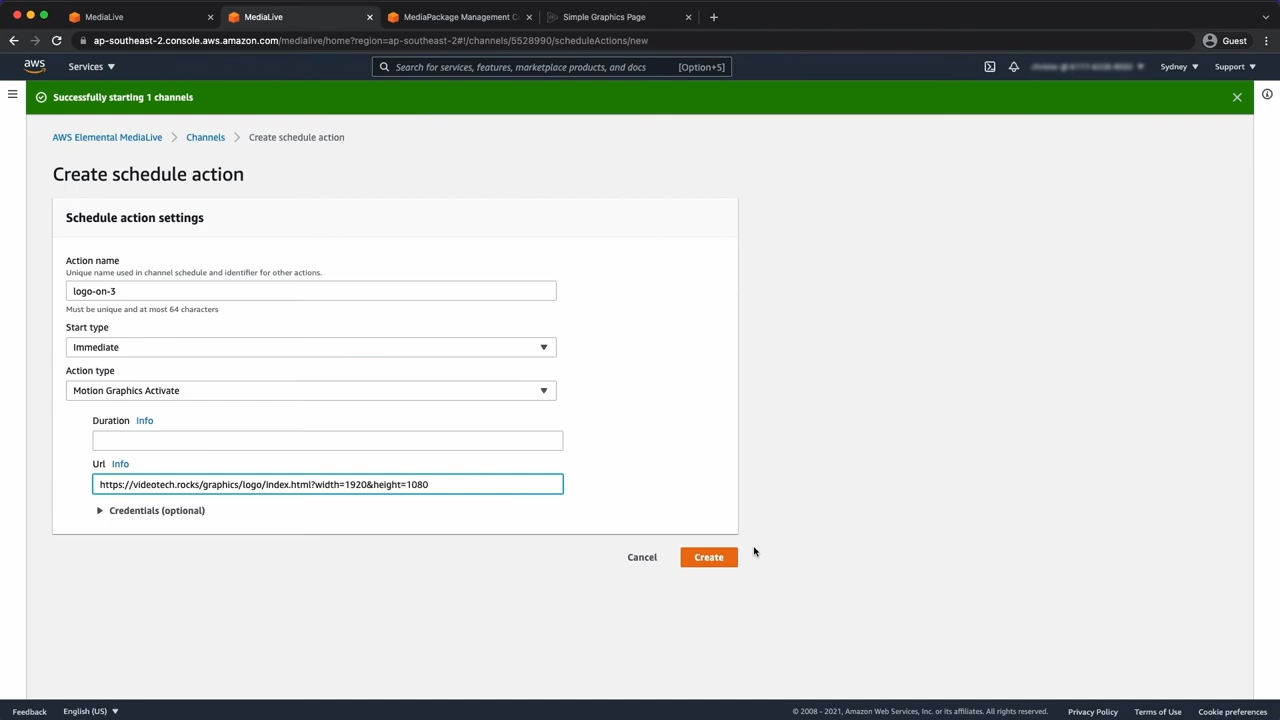 MediaLive
MediaLive
MediaPackage Management C
Simple Graphics Page
ap-southeast-2.console.aws.amazon.com/medialive/home?region=ap-southeast-2#!/channels/5528990/scheduleActions/new
Guest
aws
Services
Search for services, features, marketplace products, and docs
[Option+S]
Sydney
Support
Successfully starting 1 channels
AWS Elemental MediaLive
Channels
Create schedule action
Create schedule action
Schedule action settings
Action name
Unique name used in channel schedule and identifier for other actions.
logo-on-3
Must be unique and at most 64 characters
Start type
Immediate
Action type
Motion Graphics Activate
Duration Info
Url Info
https://videotech.rocks/graphics/logo/index.html?width=1920&height=1080
Credentials (optional)
Cancel
Create
Feedback
English (US)
© 2008 - 2021, Amazon Web Services, Inc. or its affiliates. All rights reserved.
Privacy Policy
Terms of Use
Cookie preferences